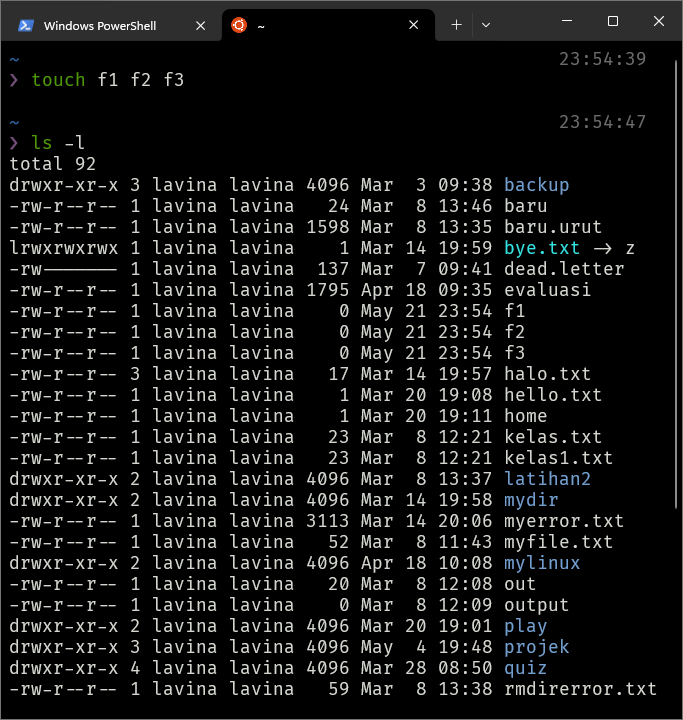 Windows PowerShell
~
~ 23:54:39
❯ touch f1 f2 f3
~ 23:54:47
❯ ls -l
total 92
drwxr-xr-x 3 lavina lavina 4096 Mar  3 09:38 backup
-rw-r--r-- 1 lavina lavina   24 Mar  8 13:46 baru
-rw-r--r-- 1 lavina lavina 1598 Mar  8 13:35 baru.urut
lrwxrwxrwx 1 lavina lavina    1 Mar 14 19:59 bye.txt -> z
-rw------- 1 lavina lavina  137 Mar  7 09:41 dead.letter
-rw-r--r-- 1 lavina lavina 1795 Apr 18 09:35 evaluasi
-rw-r--r-- 1 lavina lavina    0 May 21 23:54 f1
-rw-r--r-- 1 lavina lavina    0 May 21 23:54 f2
-rw-r--r-- 1 lavina lavina    0 May 21 23:54 f3
-rw-r--r-- 3 lavina lavina   17 Mar 14 19:57 halo.txt
-rw-r--r-- 1 lavina lavina    1 Mar 20 19:08 hello.txt
-rw-r--r-- 1 lavina lavina    1 Mar 20 19:11 home
-rw-r--r-- 1 lavina lavina   23 Mar  8 12:21 kelas.txt
-rw-r--r-- 1 lavina lavina   23 Mar  8 12:21 kelas1.txt
drwxr-xr-x 2 lavina lavina 4096 Mar  8 13:37 latihan2
drwxr-xr-x 2 lavina lavina 4096 Mar 14 19:58 mydir
-rw-r--r-- 1 lavina lavina 3113 Mar 14 20:06 myerror.txt
-rw-r--r-- 1 lavina lavina   52 Mar  8 11:43 myfile.txt
drwxr-xr-x 2 lavina lavina 4096 Apr 18 10:08 mylinux
-rw-r--r-- 1 lavina lavina   20 Mar  8 12:08 out
-rw-r--r-- 1 lavina lavina    0 Mar  8 12:09 output
drwxr-xr-x 2 lavina lavina 4096 Mar 20 19:01 play
drwxr-xr-x 3 lavina lavina 4096 May  4 19:48 projek
drwxr-xr-x 4 lavina lavina 4096 Mar 28 08:50 quiz
-rw-r--r-- 1 lavina lavina   59 Mar  8 13:38 rmdirerror.txt